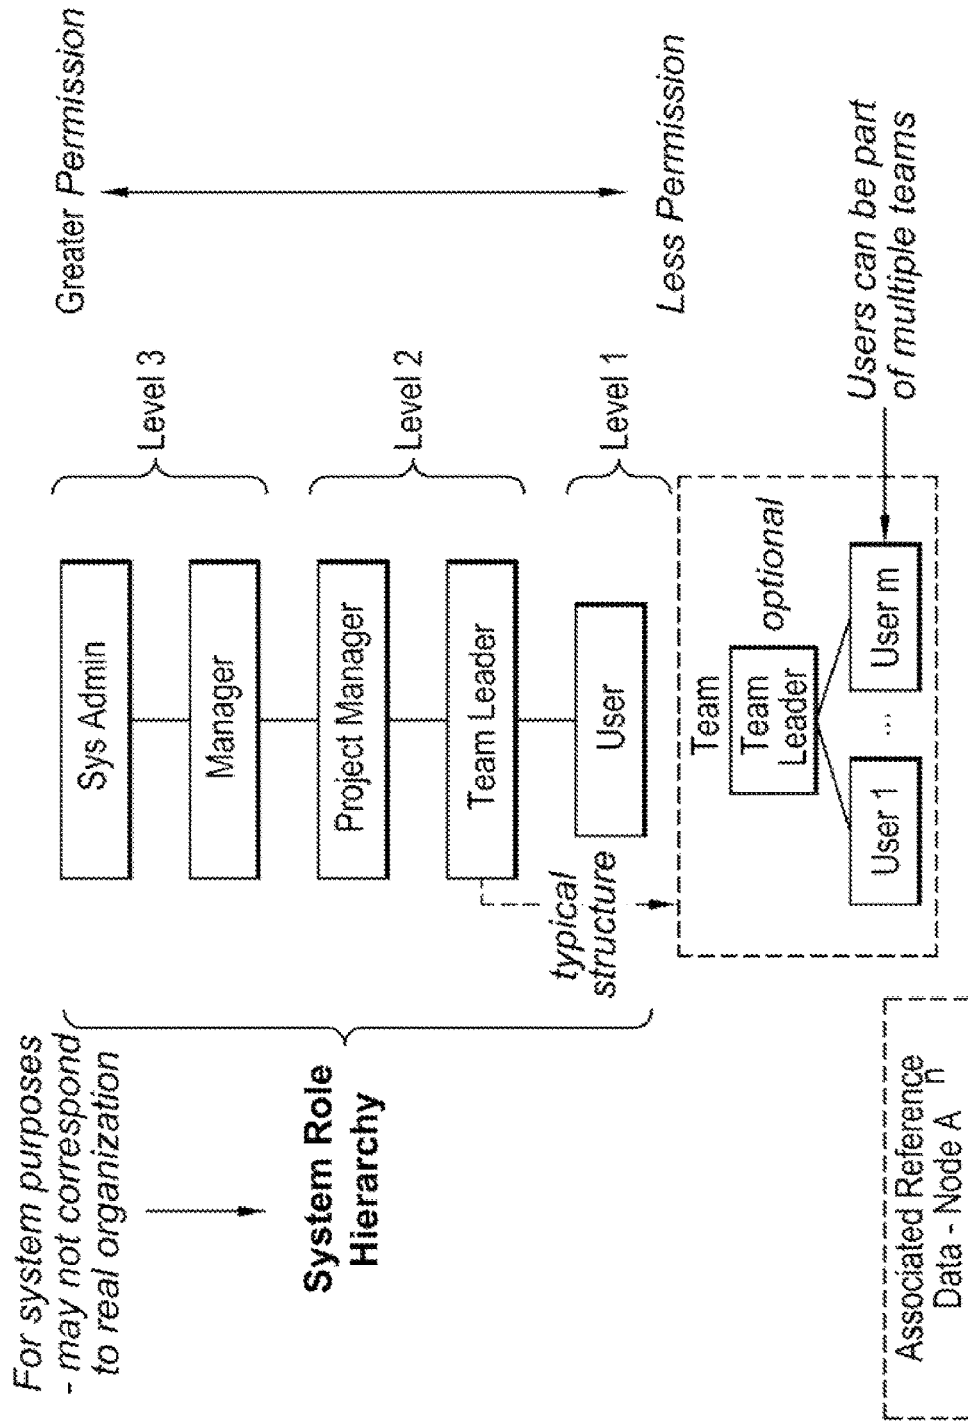 For system purposes
- may not correspond
to real organization
System Role
Hierarchy
Sys Admin
Manager
Project Manager
Team Leader
User
Level 3
Level 2
Level 1
Greater Permission
Less Permission
typical
structure
Team
Team
Leader
optional
User 1
...
User m
Users can be part
of multiple teams
Associated Reference
Data - Node A n